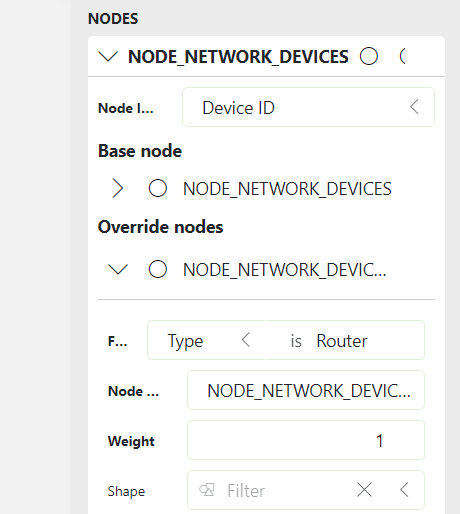 NODES
NODE_NETWORK_DEVICES
Node I... Device ID
Base node
NODE_NETWORK_DEVICES
Override nodes
NODE_NETWORK_DEVIC...
F... Type is Router
Node ... NODE_NETWORK_DEVIC...
Weight 1
Shape Filter